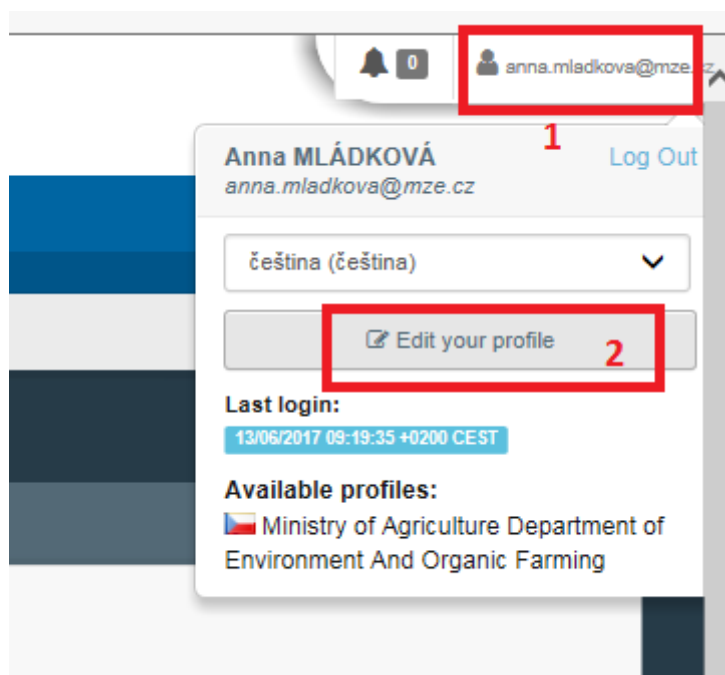 0 anna.mladkova@mze.cz
1
Anna MLÁDKOVÁ Log Out
anna.mladkova@mze.cz
čeština (čeština)
Edit your profile 2
Last login:
13/06/2017 09:19:35 +0200 CEST
Available profiles:
Ministry of Agriculture Department of
Environment And Organic Farming